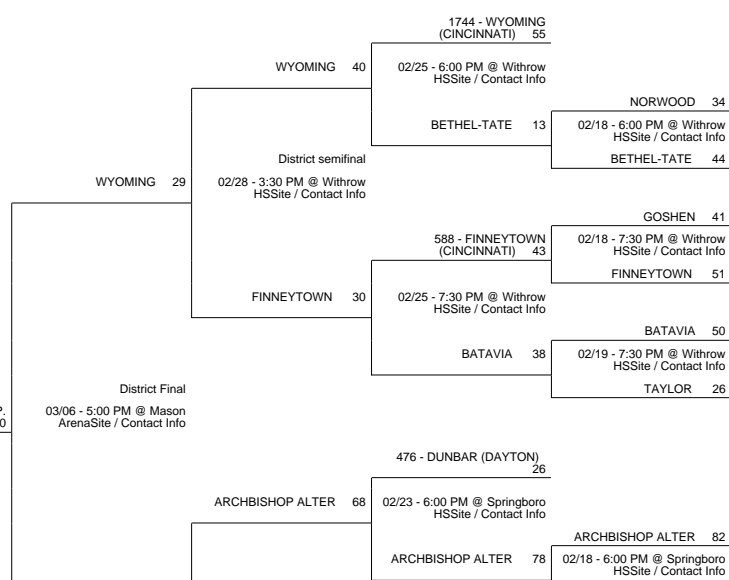 1744 - WYOMING
(CINCINNATI) 55
WYOMING 40
02/25 - 6:00 PM @ Withrow
HSSite / Contact Info
NORWOOD 34
BETHEL-TATE 13
02/18 - 6:00 PM @ Withrow
HSSite / Contact Info
District semifinal
BETHEL-TATE 44
WYOMING 29
02/28 - 3:30 PM @ Withrow
HSSite / Contact Info
GOSHEN 41
588 - FINNEYTOWN
(CINCINNATI) 43
02/18 - 7:30 PM @ Withrow
HSSite / Contact Info
FINNEYTOWN 51
FINNEYTOWN 30
02/25 - 7:30 PM @ Withrow
HSSite / Contact Info
BATAVIA 50
BATAVIA 38
02/19 - 7:30 PM @ Withrow
HSSite / Contact Info
District Final
TAYLOR 26
P.
0
03/06 - 5:00 PM @ Mason
ArenaSite / Contact Info
476 - DUNBAR (DAYTON)
26
ARCHBISHOP ALTER 68
02/23 - 6:00 PM @ Springboro
HSSite / Contact Info
ARCHBISHOP ALTER 82
ARCHBISHOP ALTER 78
02/18 - 6:00 PM @ Springboro
HSSite / Contact Info